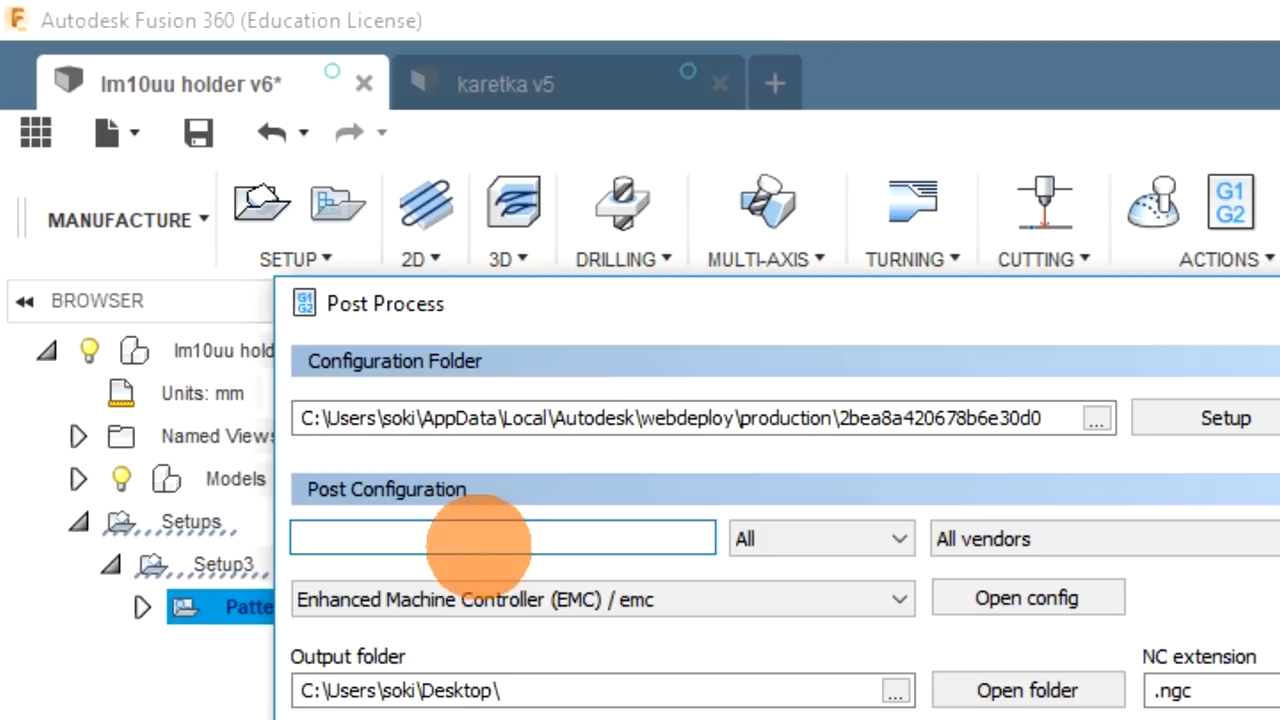 Autodesk Fusion 360 (Education License)
lm10uu holder v6*
karetka v5
MANUFACTURE
G1
G2
SETUP
2D
3D
DRILLING
MULTI-AXIS
TURNING
CUTTING
ACTIONS
BROWSER
G1
G2
Post Process
lm10uu hold
Configuration Folder
Units: mm
C:\Users\soki\AppData\Local\Autodesk\webdeploy\production\2bea8a420678b6e30d0
...
Setup
Named Views
Models
Post Configuration
Setups
All
All vendors
Setup3
Patte
Enhanced Machine Controller (EMC) / emc
Open config
Output folder
NC extension
C:\Users\soki\Desktop\
...
Open folder
.ngc